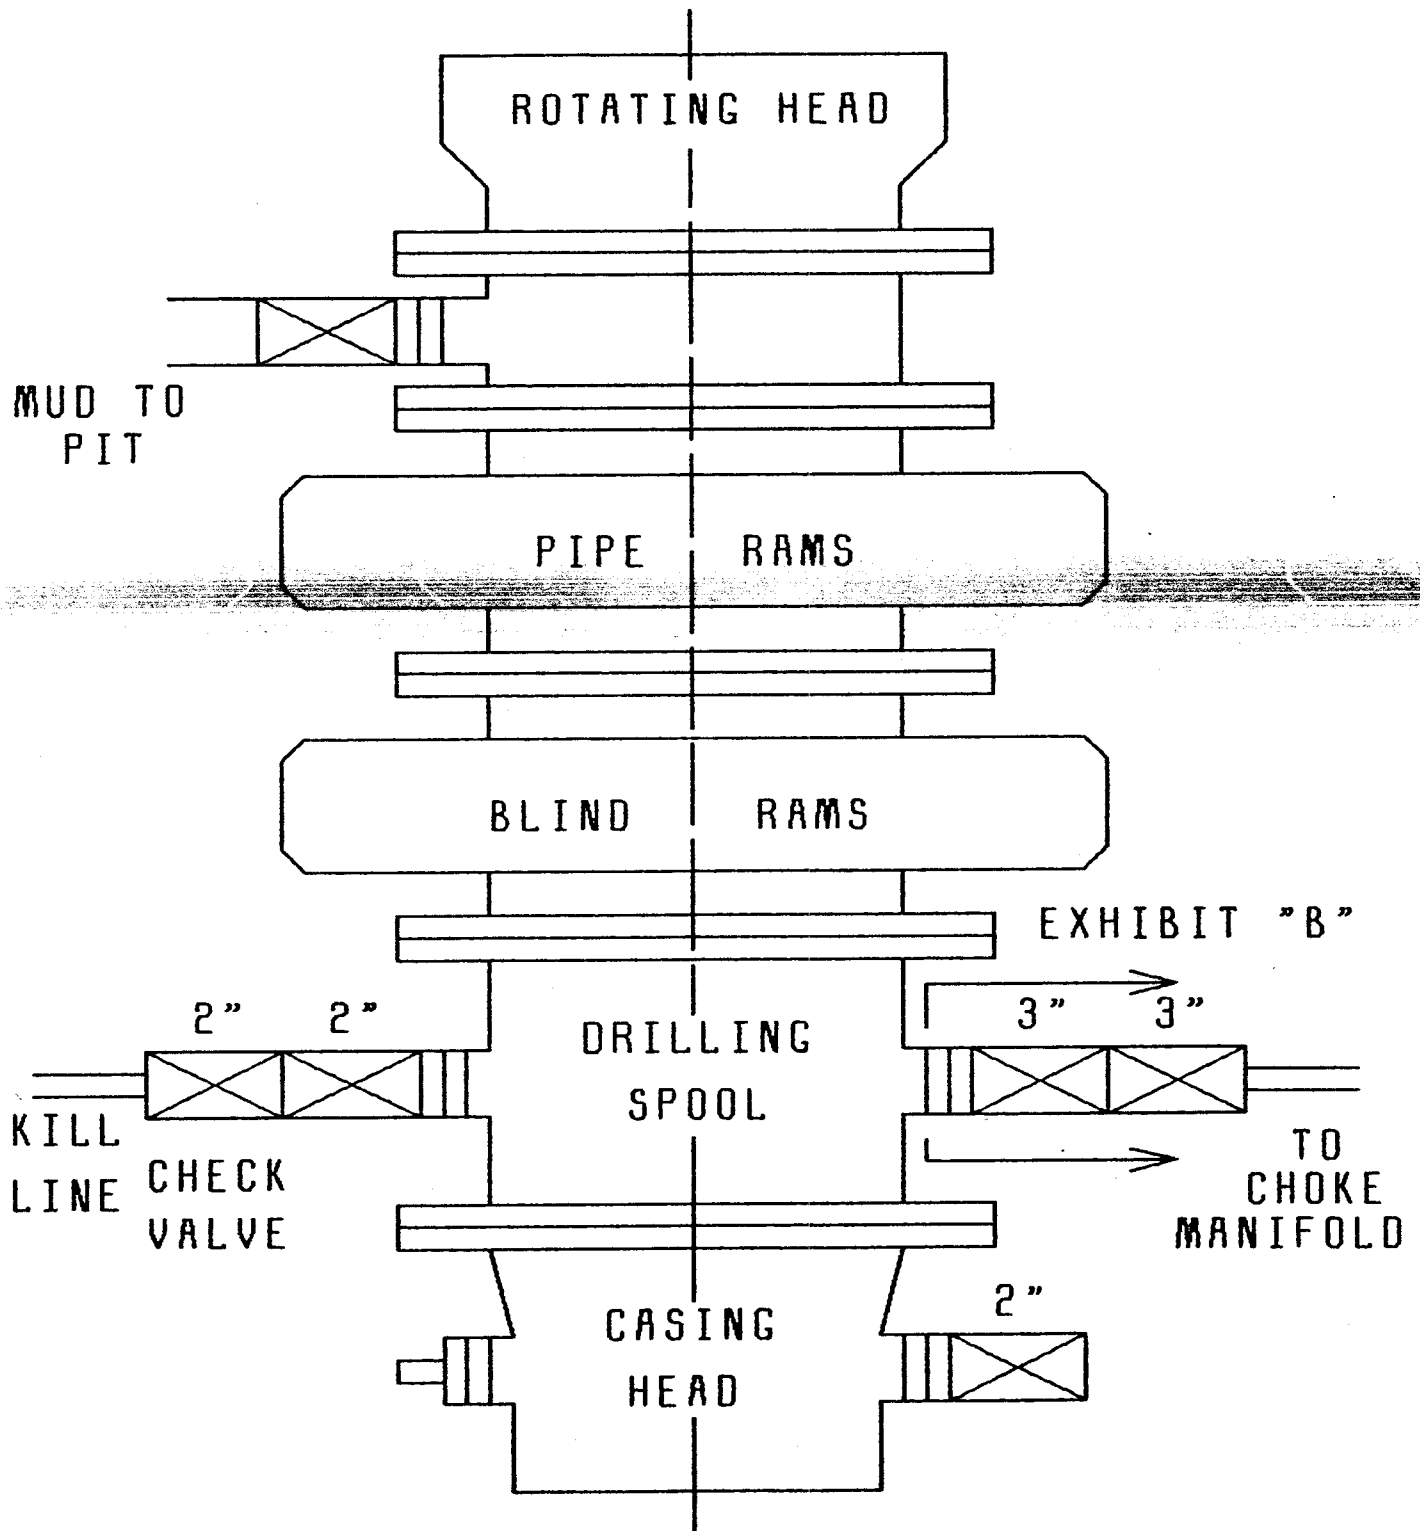 ROTATING HEAD
MUD TO
PIT
PIPE RAMS
BLIND RAMS
EXHIBIT "B"
2" 2"
3" 3"
DRILLING
SPOOL
KILL
LINE
CHECK
VALVE
TO
CHOKE
MANIFOLD
2"
CASING
HEAD